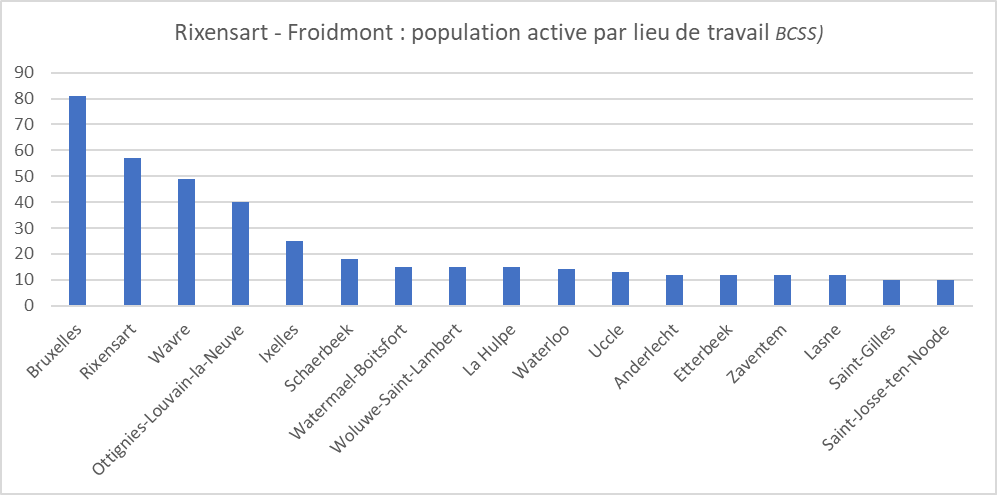 Rixensart - Froidmont : population active par lieu de travail BCSS)
90
80
70
60
50
40
30
20
10
0
Bruxelles
Rixensart
Wavre
Ottignies-Louvain-la-Neuve
Ixelles
Schaerbeek
Watermael-Boitsfort
Woluwe-Saint-Lambert
La Hulpe
Waterloo
Uccle
Anderlecht
Etterbeek
Zaventem
Lasne
Saint-Gilles
Saint-Josse-ten-Noode